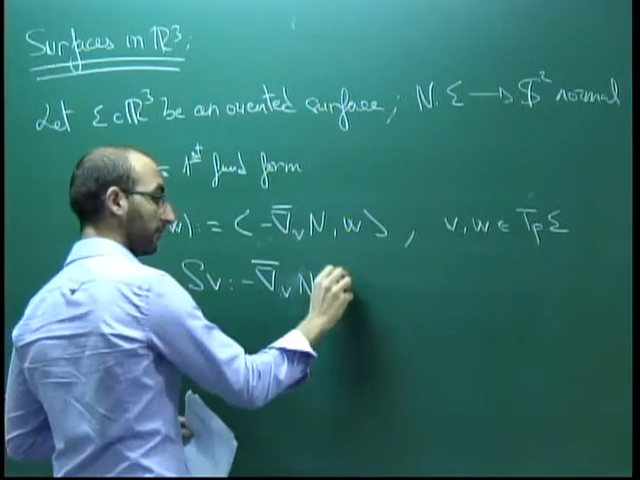 Surfaces in ℝ³:
Let Σ⊂ℝ³ be an oriented surface; N: Σ → 𝕊² normal
= 1st fund form.
w) := ⟨-∇̅ᵥN, w⟩, v,w ∈ TₚΣ
Sv := -∇̅ᵥN